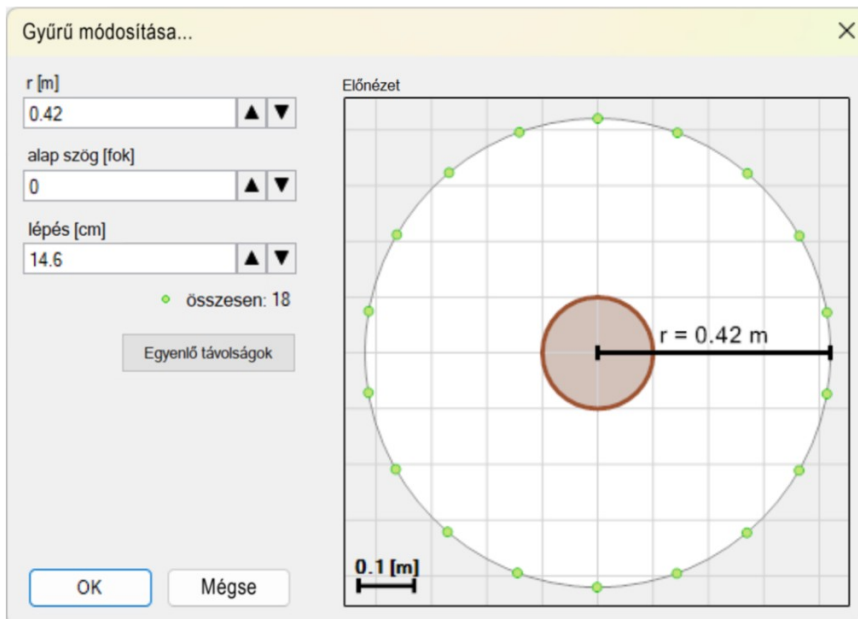 Gyűrű módosítása...
r [m]
0.42
alap szög [fok]
0
lépés [cm]
14.6
összesen: 18
Egyenlő távolságok
OK
Mégse
Előnézet
r = 0.42 m
0.1 [m]